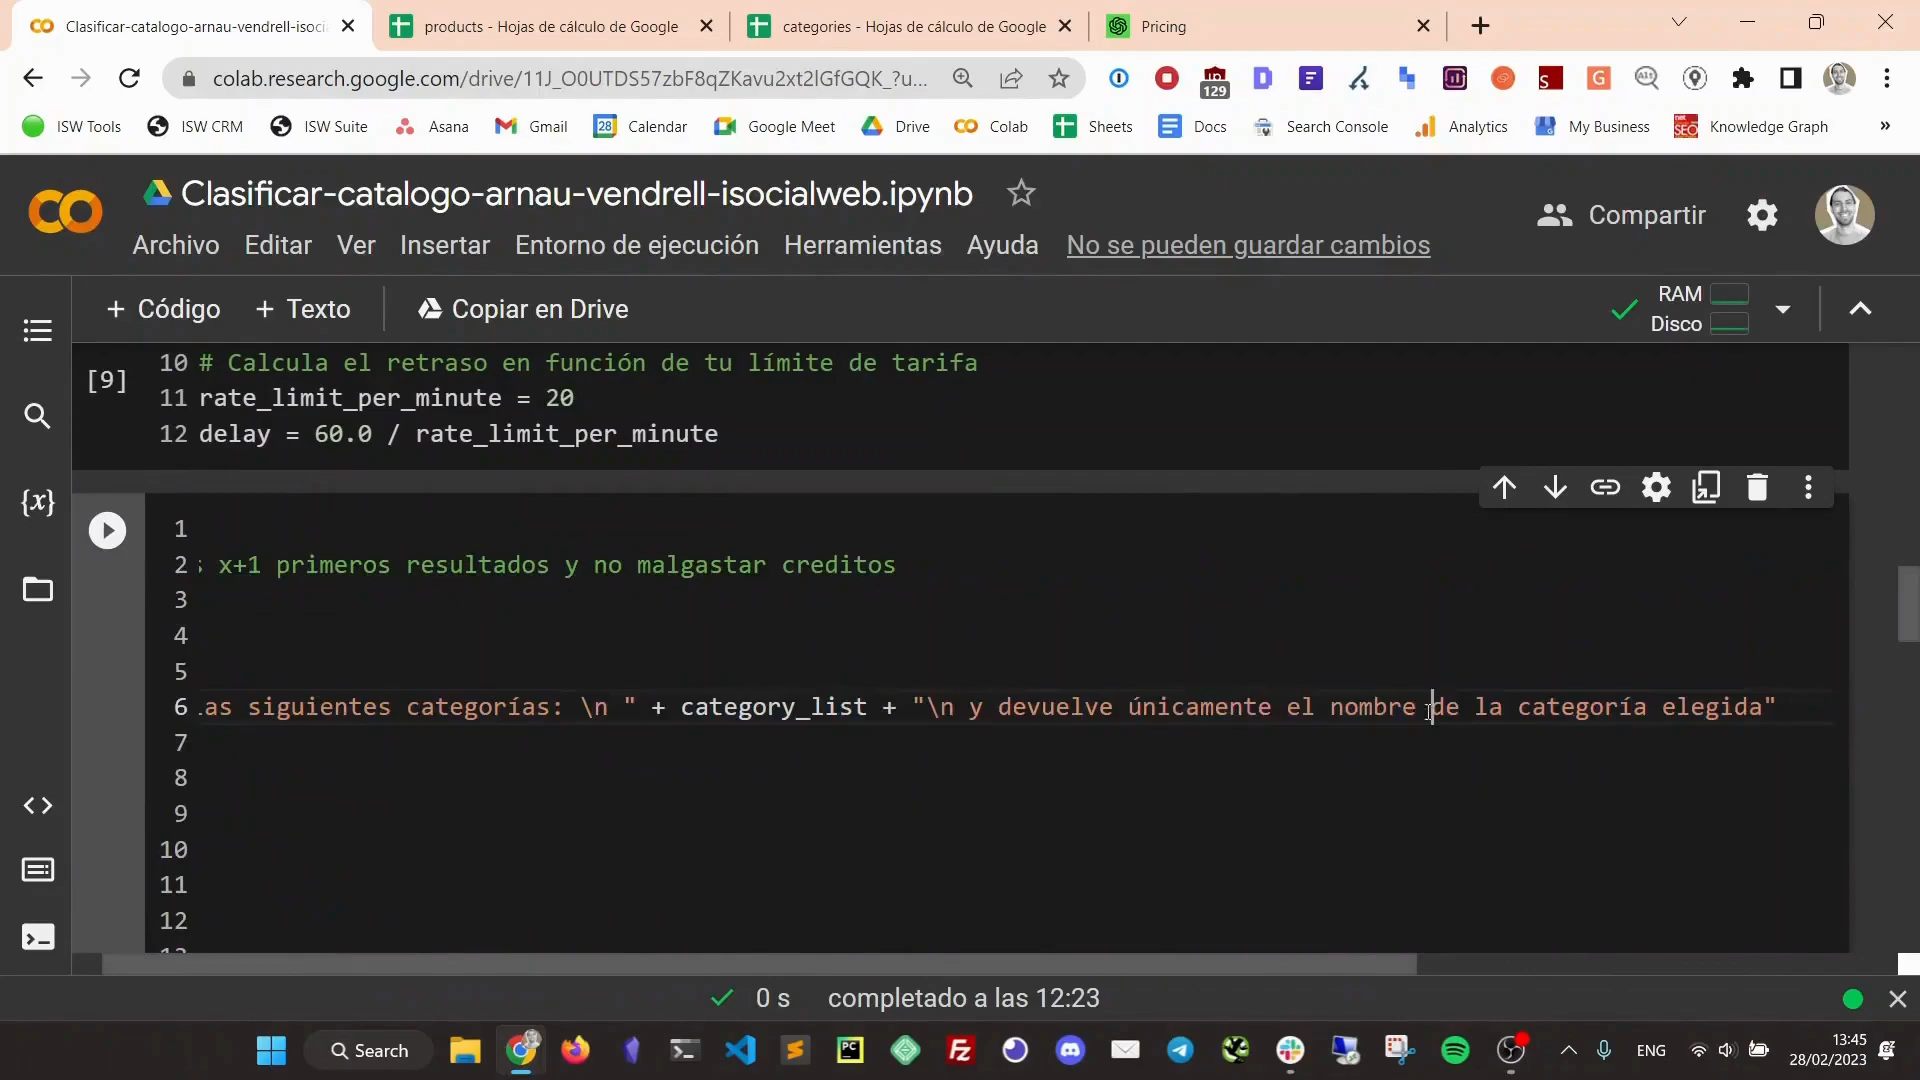 Clasificar-catalogo-arnau-vendrell-isocia
products - Hojas de cálculo de Google
categories - Hojas de cálculo de Google
Pricing
colab.research.google.com/drive/11J_O0UTDS57zbF8qZKavu2xt2lGfGQK_?u...
129
ISW Tools
ISW CRM
ISW Suite
Asana
Gmail
Calendar
Google Meet
Drive
Colab
Sheets
Docs
Search Console
Analytics
My Business
Knowledge Graph
Clasificar-catalogo-arnau-vendrell-isocialweb.ipynb
Archivo Editar Ver Insertar Entorno de ejecución Herramientas Ayuda No se pueden guardar cambios
Compartir
+ Código + Texto Copiar en Drive
RAM
Disco
[9]
10 # Calcula el retraso en función de tu límite de tarifa
11 rate_limit_per_minute = 20
12 delay = 60.0 / rate_limit_per_minute
1
2 x+1 primeros resultados y no malgastar creditos
3
4
5
6 as siguientes categorías: \n " + category_list + "\n y devuelve únicamente el nombre de la categoría elegida"
7
8
9
10
11
12
0 s completado a las 12:23
Search
ENG
13:45
28/02/2023